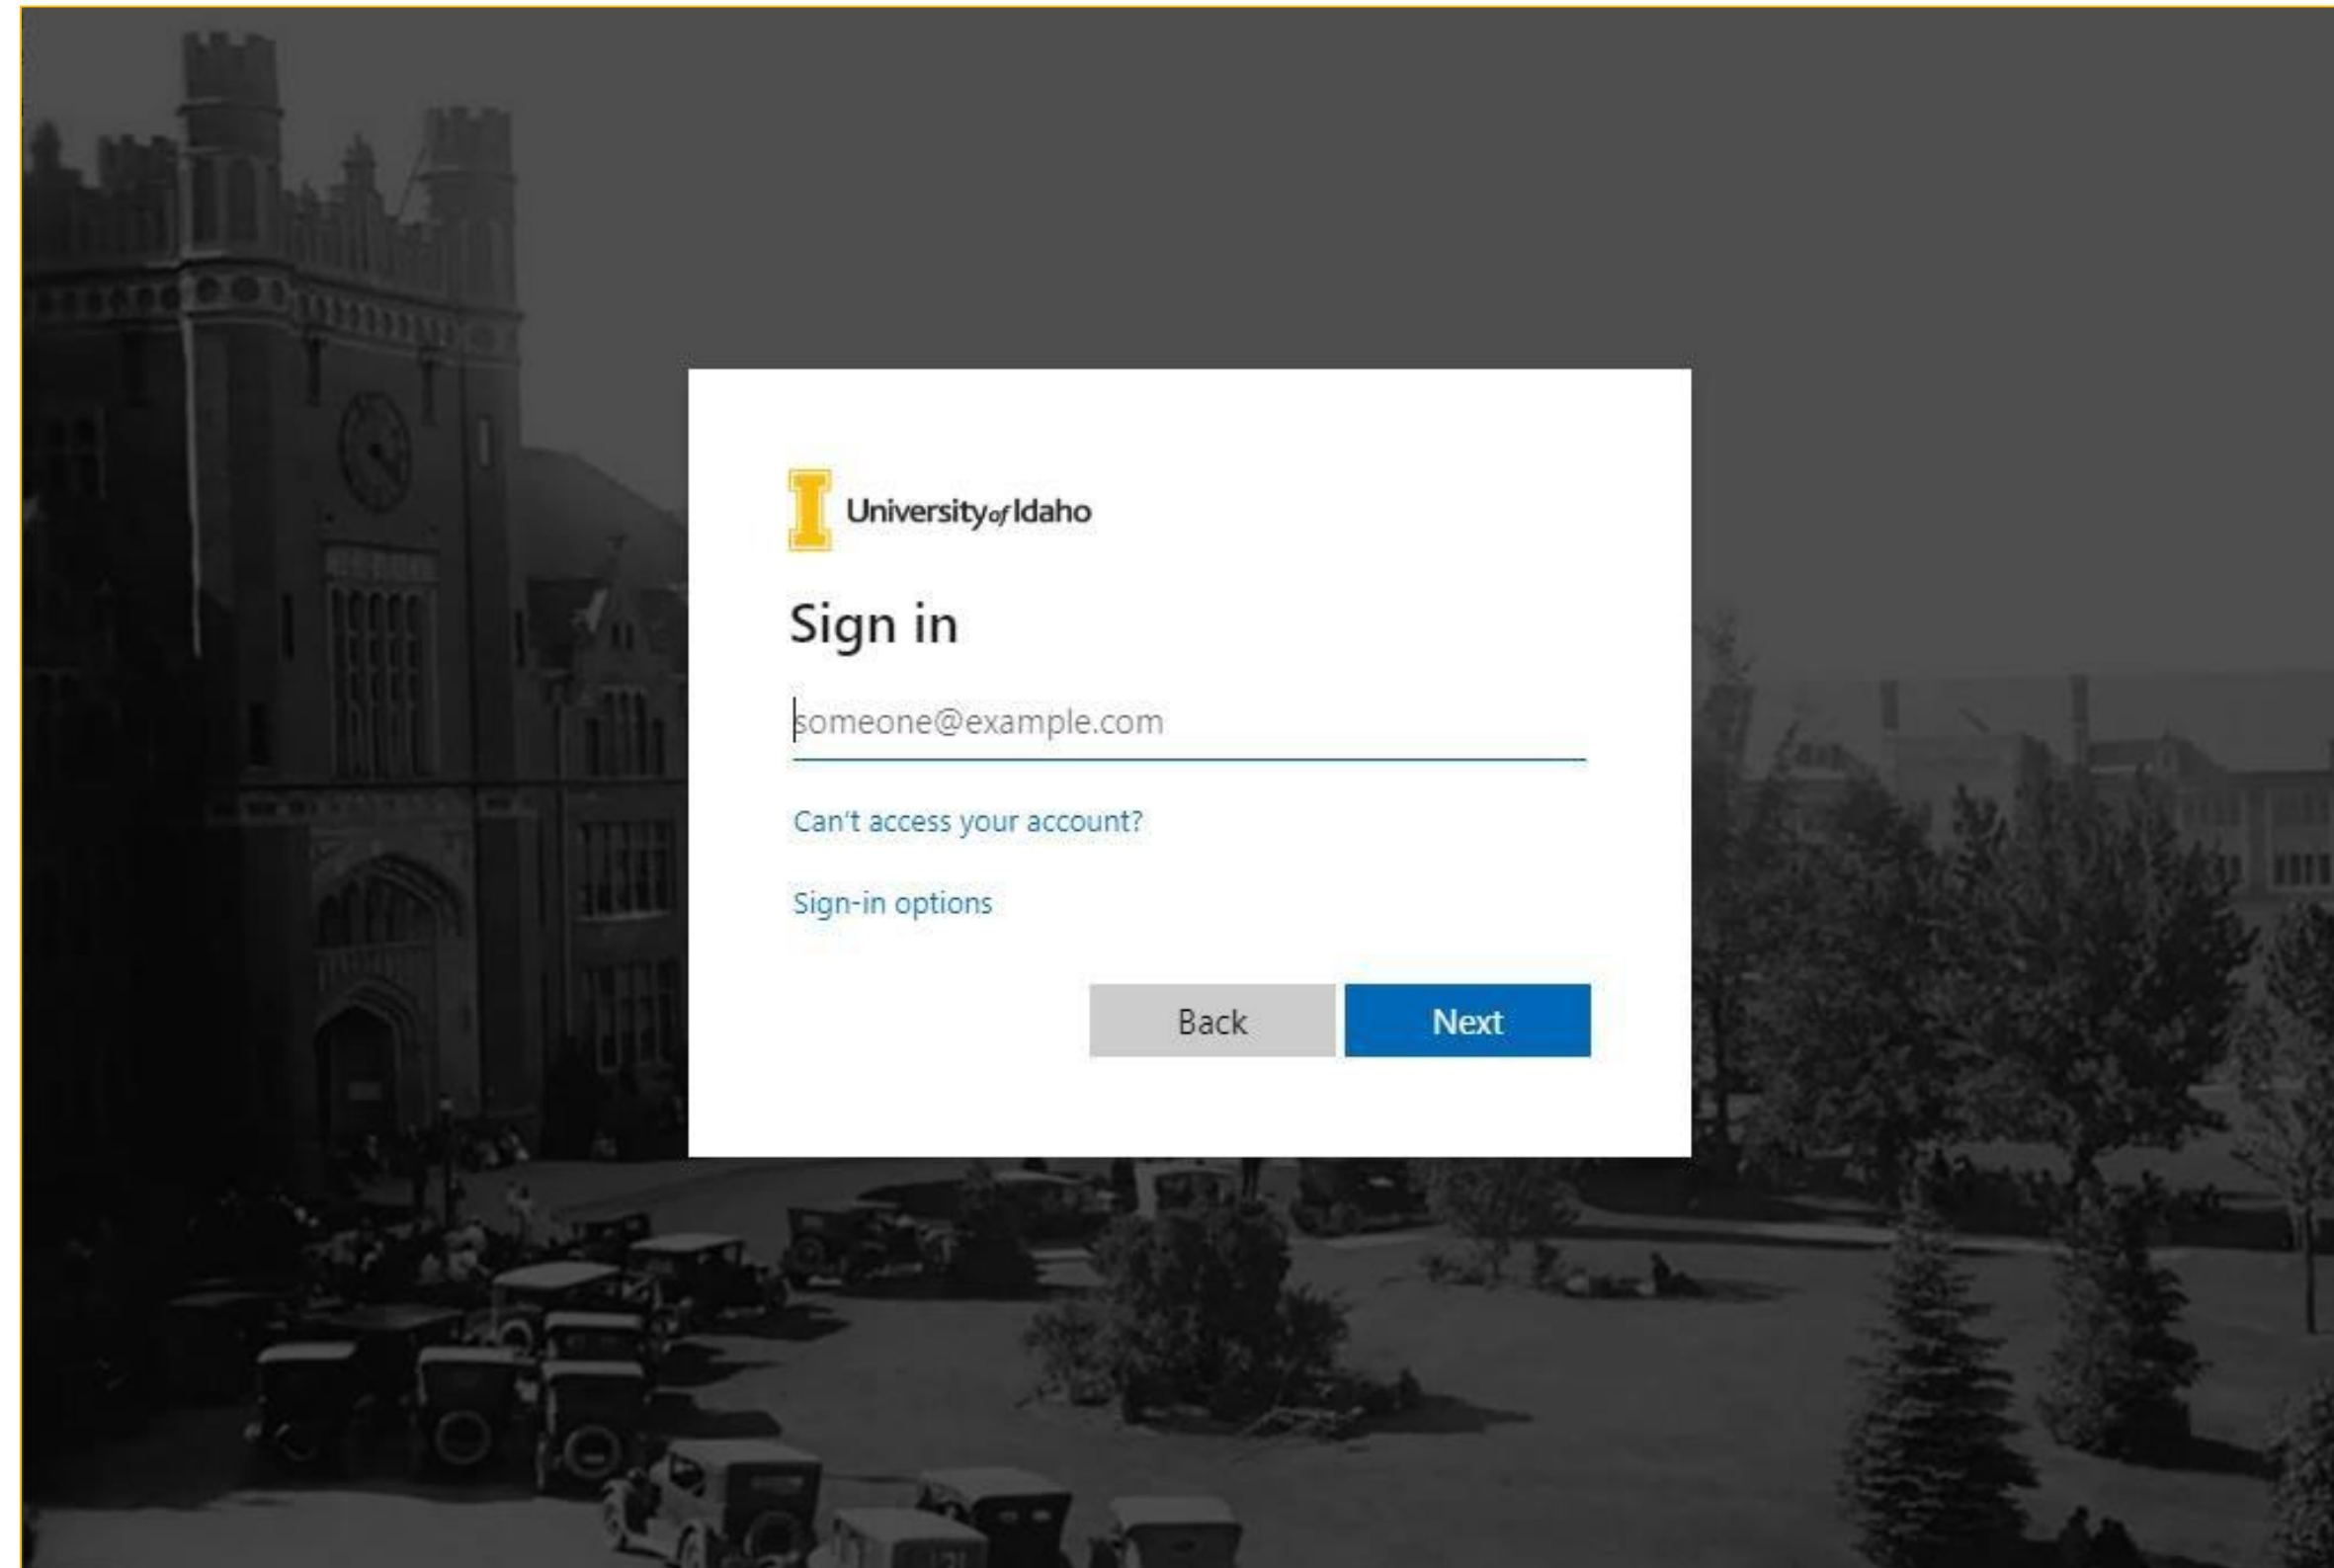 University of Idaho
Sign in
someone@example.com
Can't access your account?
Sign-in options
Back
Next